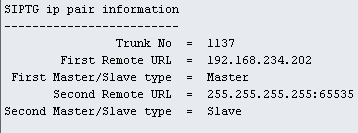 SIPTG ip pair information
-------------------------
Trunk No = 1137
First Remote URL = 192.168.234.202
First Master/Slave type = Master
Second Remote URL = 255.255.255.255:65535
Second Master/Slave type = Slave